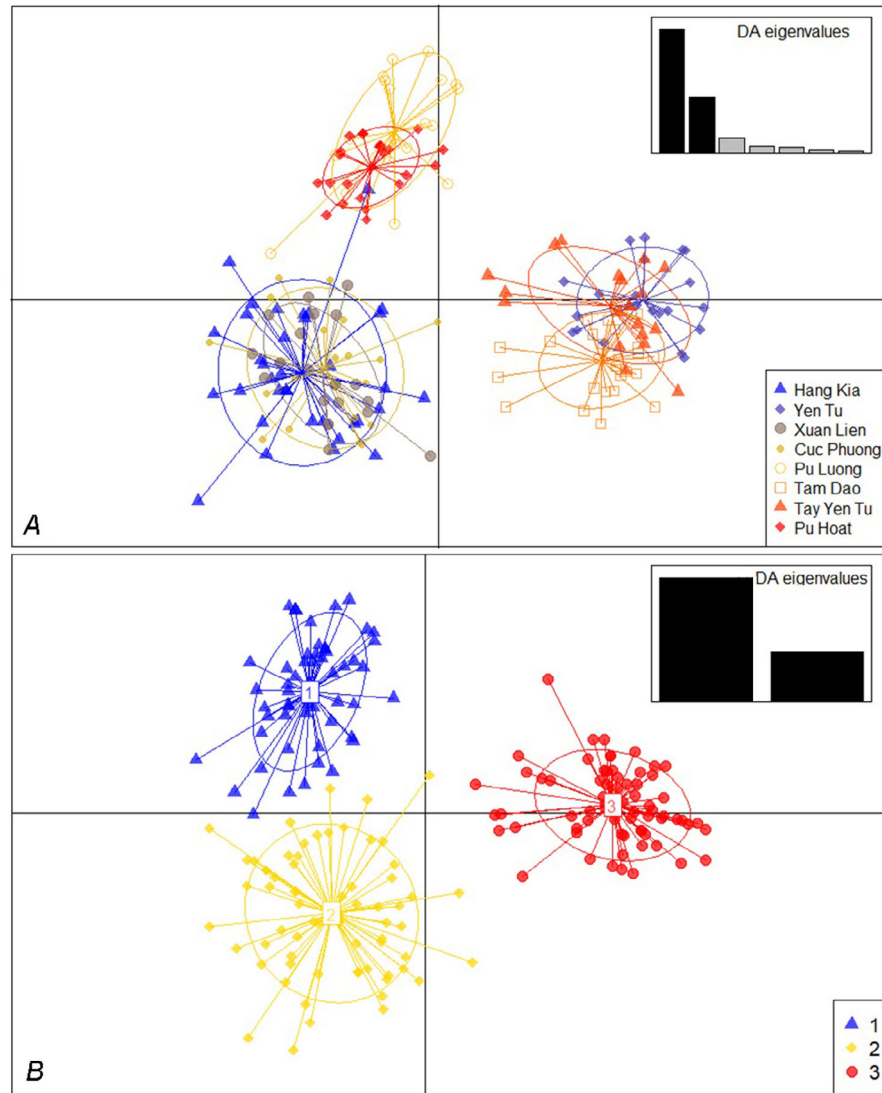 DA eigenvalues
Hang Kia
Yen Tu
Xuan Lien
Cuc Phuong
Pu Luong
Tam Dao
Tay Yen Tu
Pu Hoat
A
DA eigenvalues
1
3
2
1
2
3
B